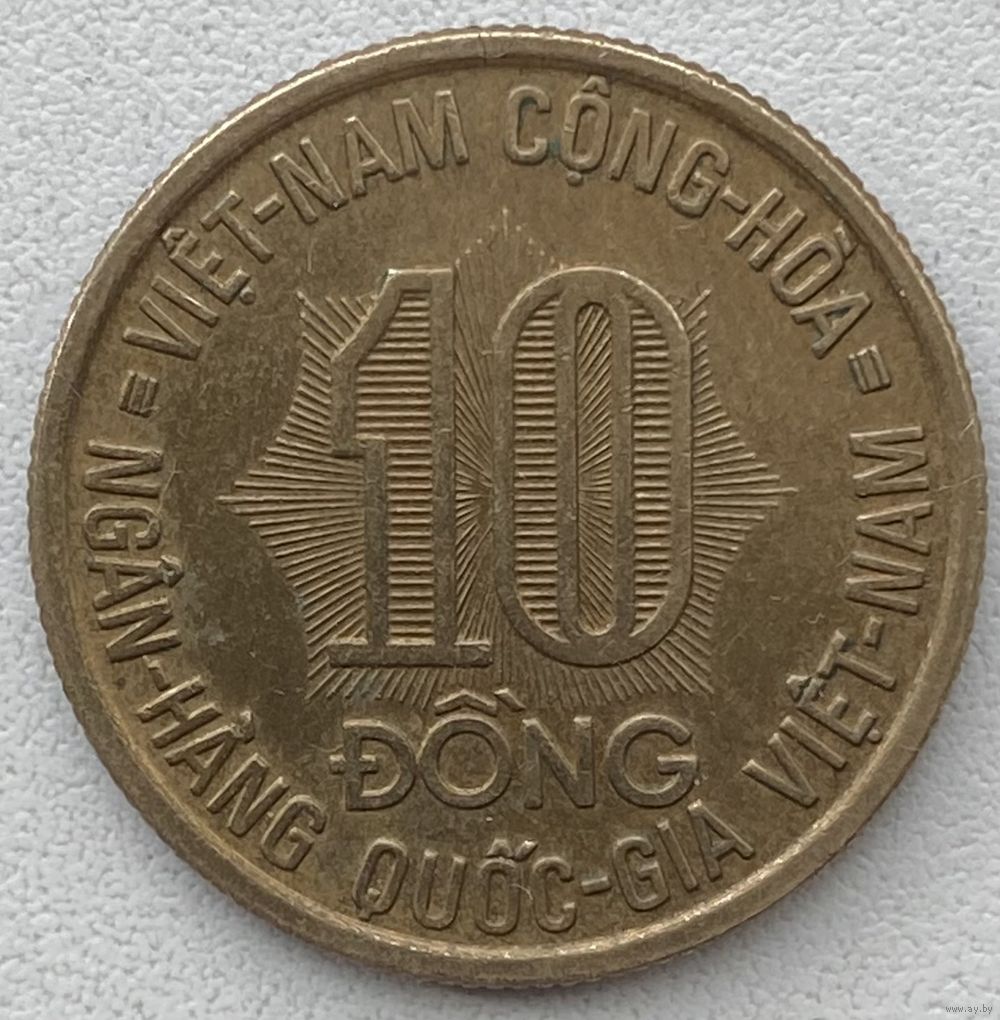 VIỆT-NAM CỘNG-HÒA
10
ĐỒNG
NGÂN-HÀNG QUỐC-GIA VIỆT-NAM
www.ay.by